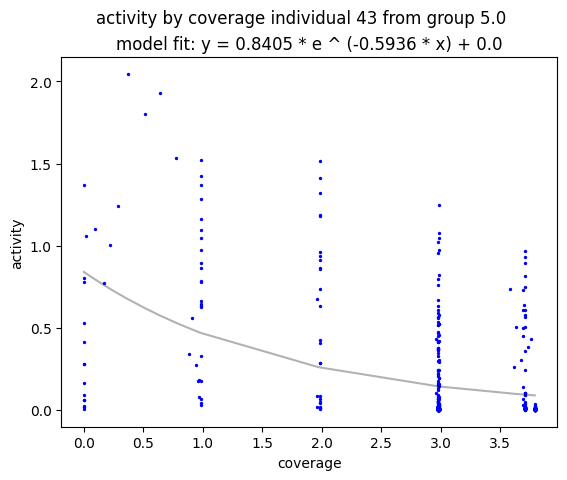 activity by coverage individual 43 from group 5.0
model fit: y = 0.8405 * e ^ (-0.5936 * x) + 0.0
2.0
1.5
1.0
0.5
0.0
activity
0.0 0.5 1.0 1.5 2.0 2.5 3.0 3.5
coverage